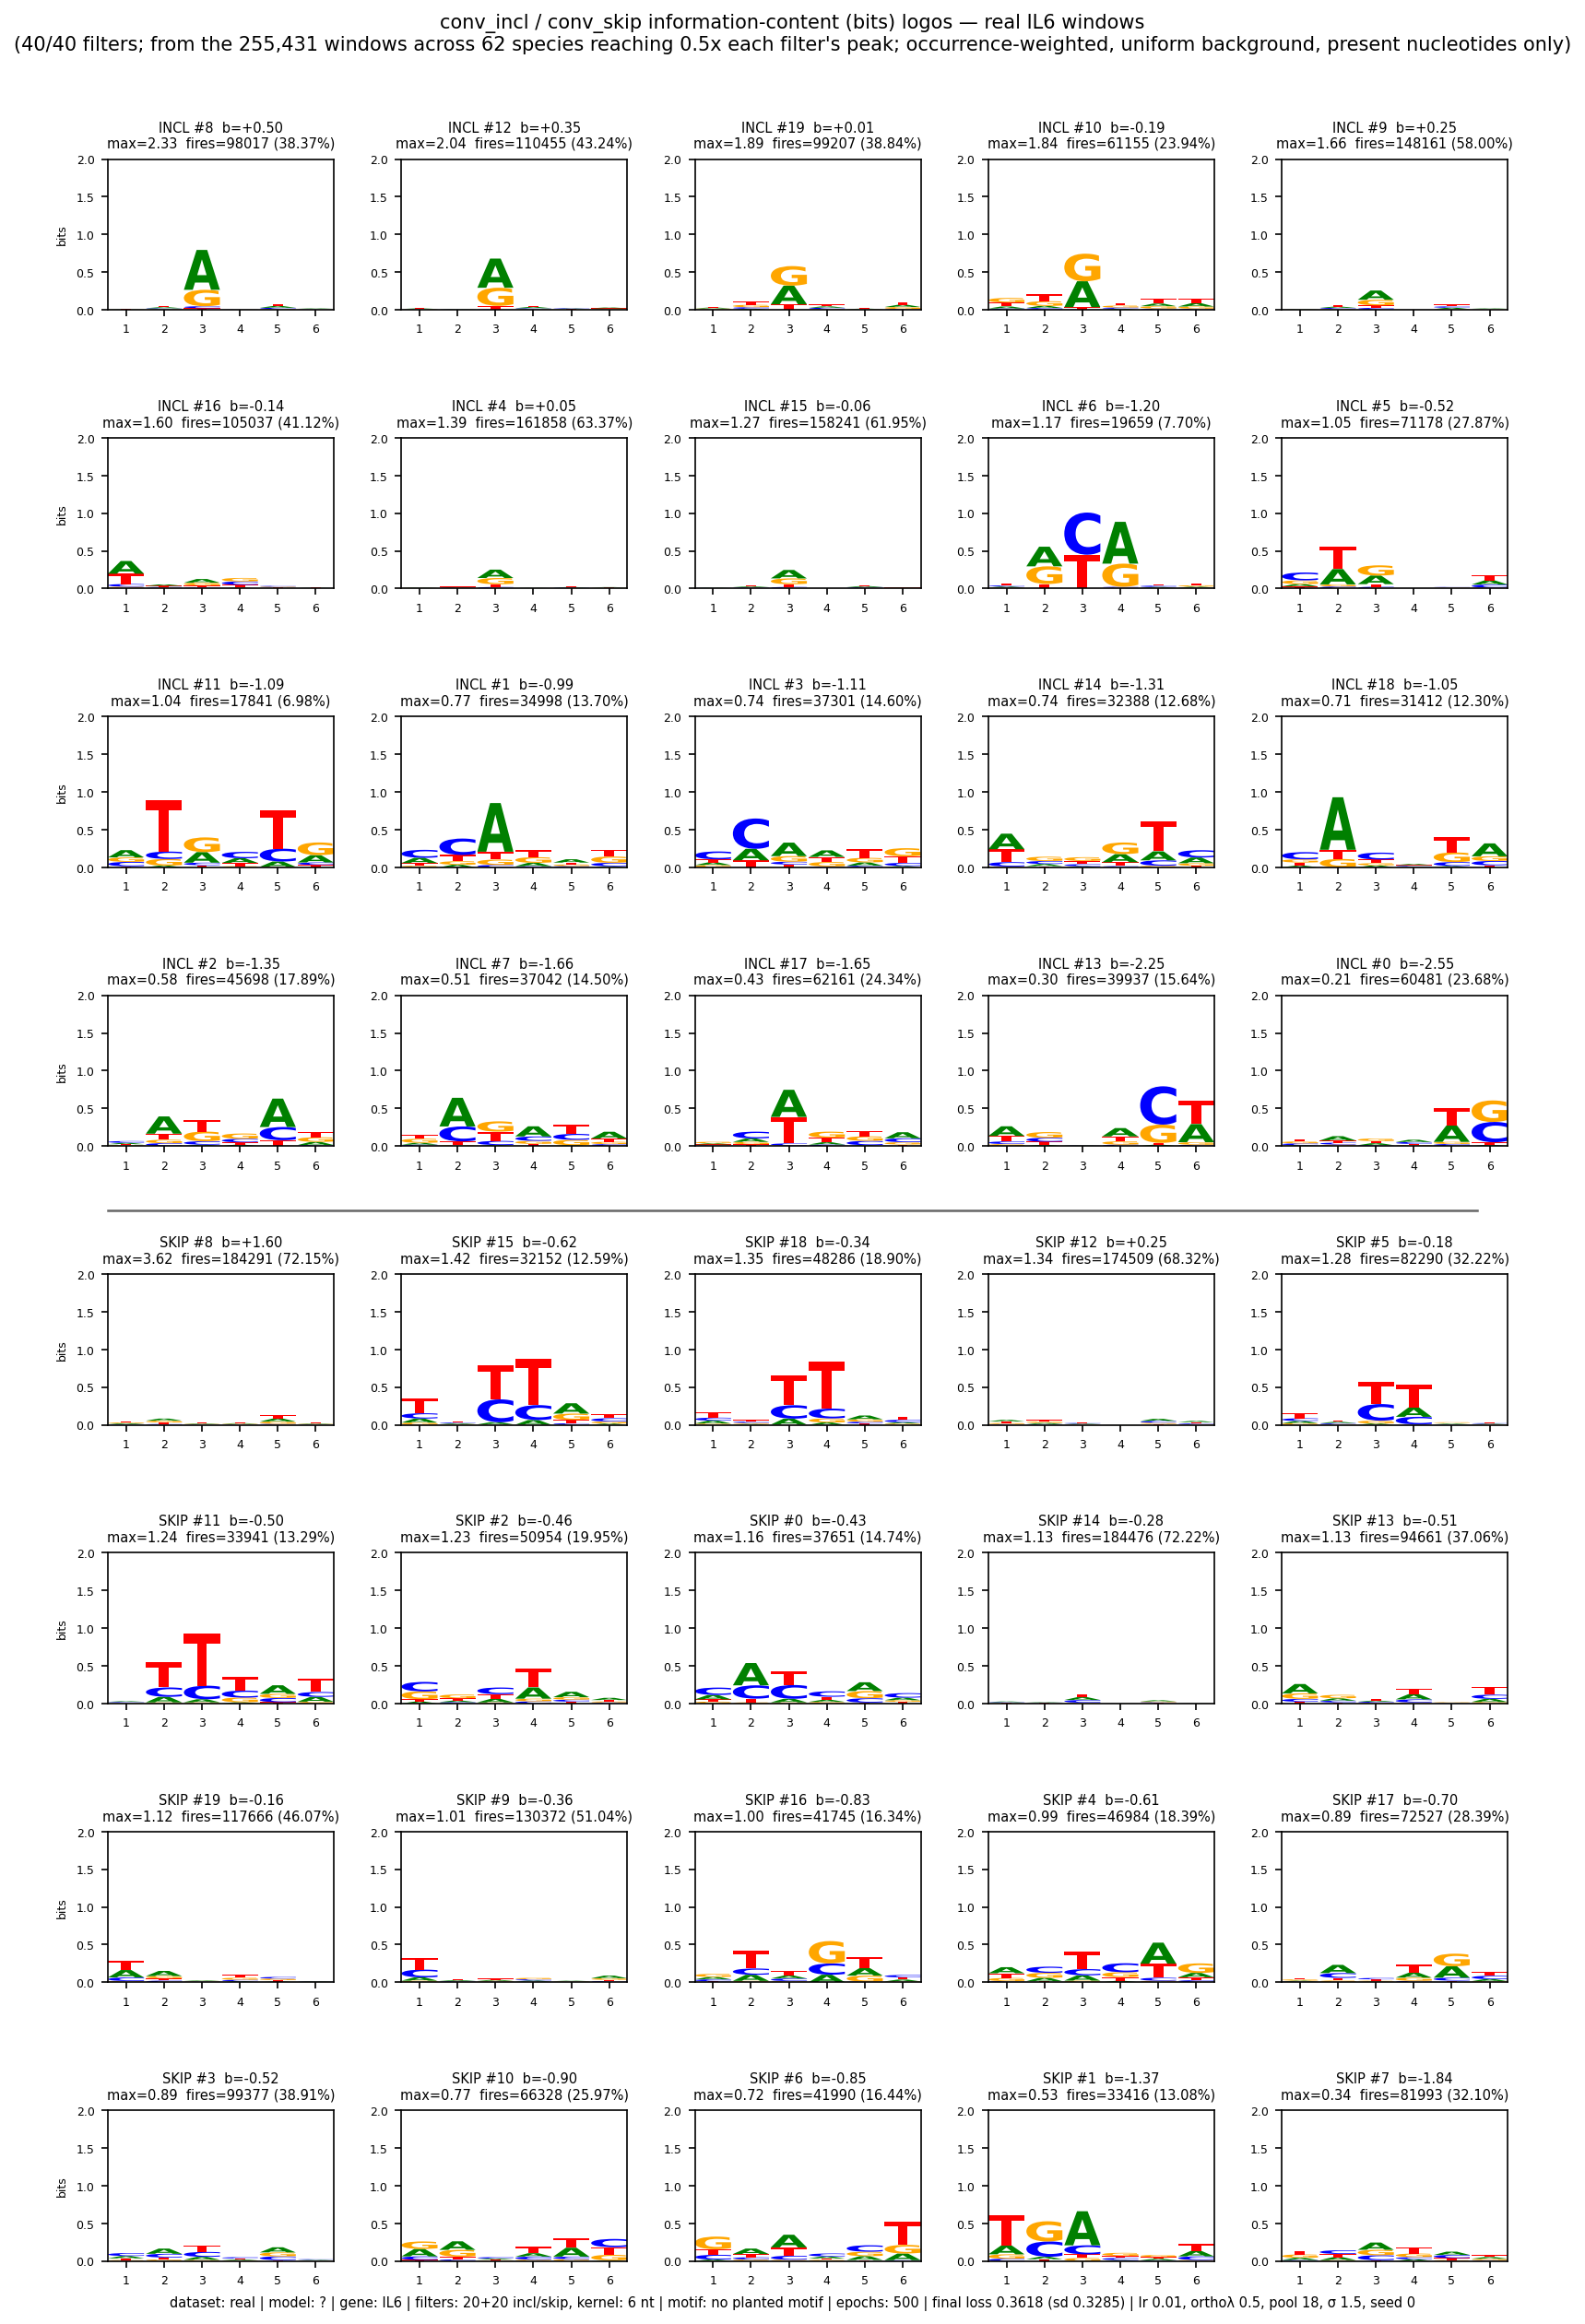 conv_incl / conv_skip information-content (bits) logos — real IL6 windows
(40/40 filters; from the 255,431 windows across 62 species reaching 0.5x each filter's peak; occurrence-weighted, uniform background, present nucleotides only)
INCL #8 b=+0.50
max=2.33 fires=98017 (38.37%)
INCL #12 b=+0.35
max=2.04 fires=110455 (43.24%)
INCL #19 b=+0.01
max=1.89 fires=99207 (38.84%)
INCL #10 b=-0.19
max=1.84 fires=61155 (23.94%)
INCL #9 b=+0.25
max=1.66 fires=148161 (58.00%)
INCL #16 b=-0.14
max=1.60 fires=105037 (41.12%)
INCL #4 b=+0.05
max=1.39 fires=161858 (63.37%)
INCL #15 b=-0.06
max=1.27 fires=158241 (61.95%)
INCL #6 b=-1.20
max=1.17 fires=19659 (7.70%)
INCL #5 b=-0.52
max=1.05 fires=71178 (27.87%)
INCL #11 b=-1.09
max=1.04 fires=17841 (6.98%)
INCL #1 b=-0.99
max=0.77 fires=34998 (13.70%)
INCL #3 b=-1.11
max=0.74 fires=37301 (14.60%)
INCL #14 b=-1.31
max=0.74 fires=32388 (12.68%)
INCL #18 b=-1.05
max=0.71 fires=31412 (12.30%)
INCL #2 b=-1.35
max=0.58 fires=45698 (17.89%)
INCL #7 b=-1.66
max=0.51 fires=37042 (14.50%)
INCL #17 b=-1.65
max=0.43 fires=62161 (24.34%)
INCL #13 b=-2.25
max=0.30 fires=39937 (15.64%)
INCL #0 b=-2.55
max=0.21 fires=60481 (23.68%)
SKIP #8 b=+1.60
max=3.62 fires=184291 (72.15%)
SKIP #15 b=-0.62
max=1.42 fires=32152 (12.59%)
SKIP #18 b=-0.34
max=1.35 fires=48286 (18.90%)
SKIP #12 b=+0.25
max=1.34 fires=174509 (68.32%)
SKIP #5 b=-0.18
max=1.28 fires=82290 (32.22%)
SKIP #11 b=-0.50
max=1.24 fires=33941 (13.29%)
SKIP #2 b=-0.46
max=1.23 fires=50954 (19.95%)
SKIP #0 b=-0.43
max=1.16 fires=37651 (14.74%)
SKIP #14 b=-0.28
max=1.13 fires=184476 (72.22%)
SKIP #13 b=-0.51
max=1.13 fires=94661 (37.06%)
SKIP #19 b=-0.16
max=1.12 fires=117666 (46.07%)
SKIP #9 b=-0.36
max=1.01 fires=130372 (51.04%)
SKIP #16 b=-0.83
max=1.00 fires=41745 (16.34%)
SKIP #4 b=-0.61
max=0.99 fires=46984 (18.39%)
SKIP #17 b=-0.70
max=0.89 fires=72527 (28.39%)
SKIP #3 b=-0.52
max=0.89 fires=99377 (38.91%)
SKIP #10 b=-0.90
max=0.77 fires=66328 (25.97%)
SKIP #6 b=-0.85
max=0.72 fires=41990 (16.44%)
SKIP #1 b=-1.37
max=0.53 fires=33416 (13.08%)
SKIP #7 b=-1.84
max=0.34 fires=81993 (32.10%)
bits
2.0
1.5
1.0
0.5
0.0
1 2 3 4 5 6
dataset: real | model: ? | gene: IL6 | filters: 20+20 incl/skip, kernel: 6 nt | motif: no planted motif | epochs: 500 | final loss 0.3618 (sd 0.3285) | lr 0.01, orthoλ 0.5, pool 18, σ 1.5, seed 0